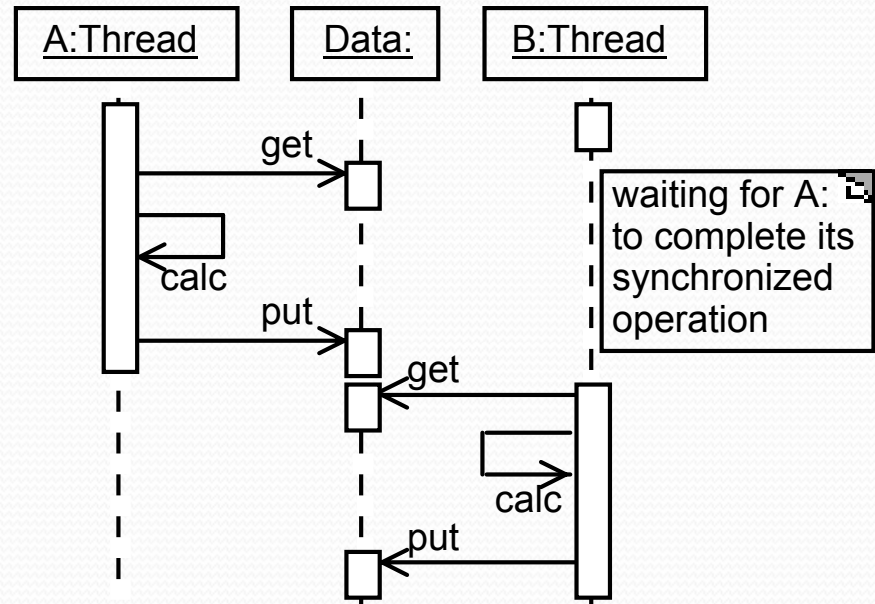 A:Thread
Data:
B:Thread
get
waiting for A:
to complete its
synchronized
operation
calc
put
get
calc
put